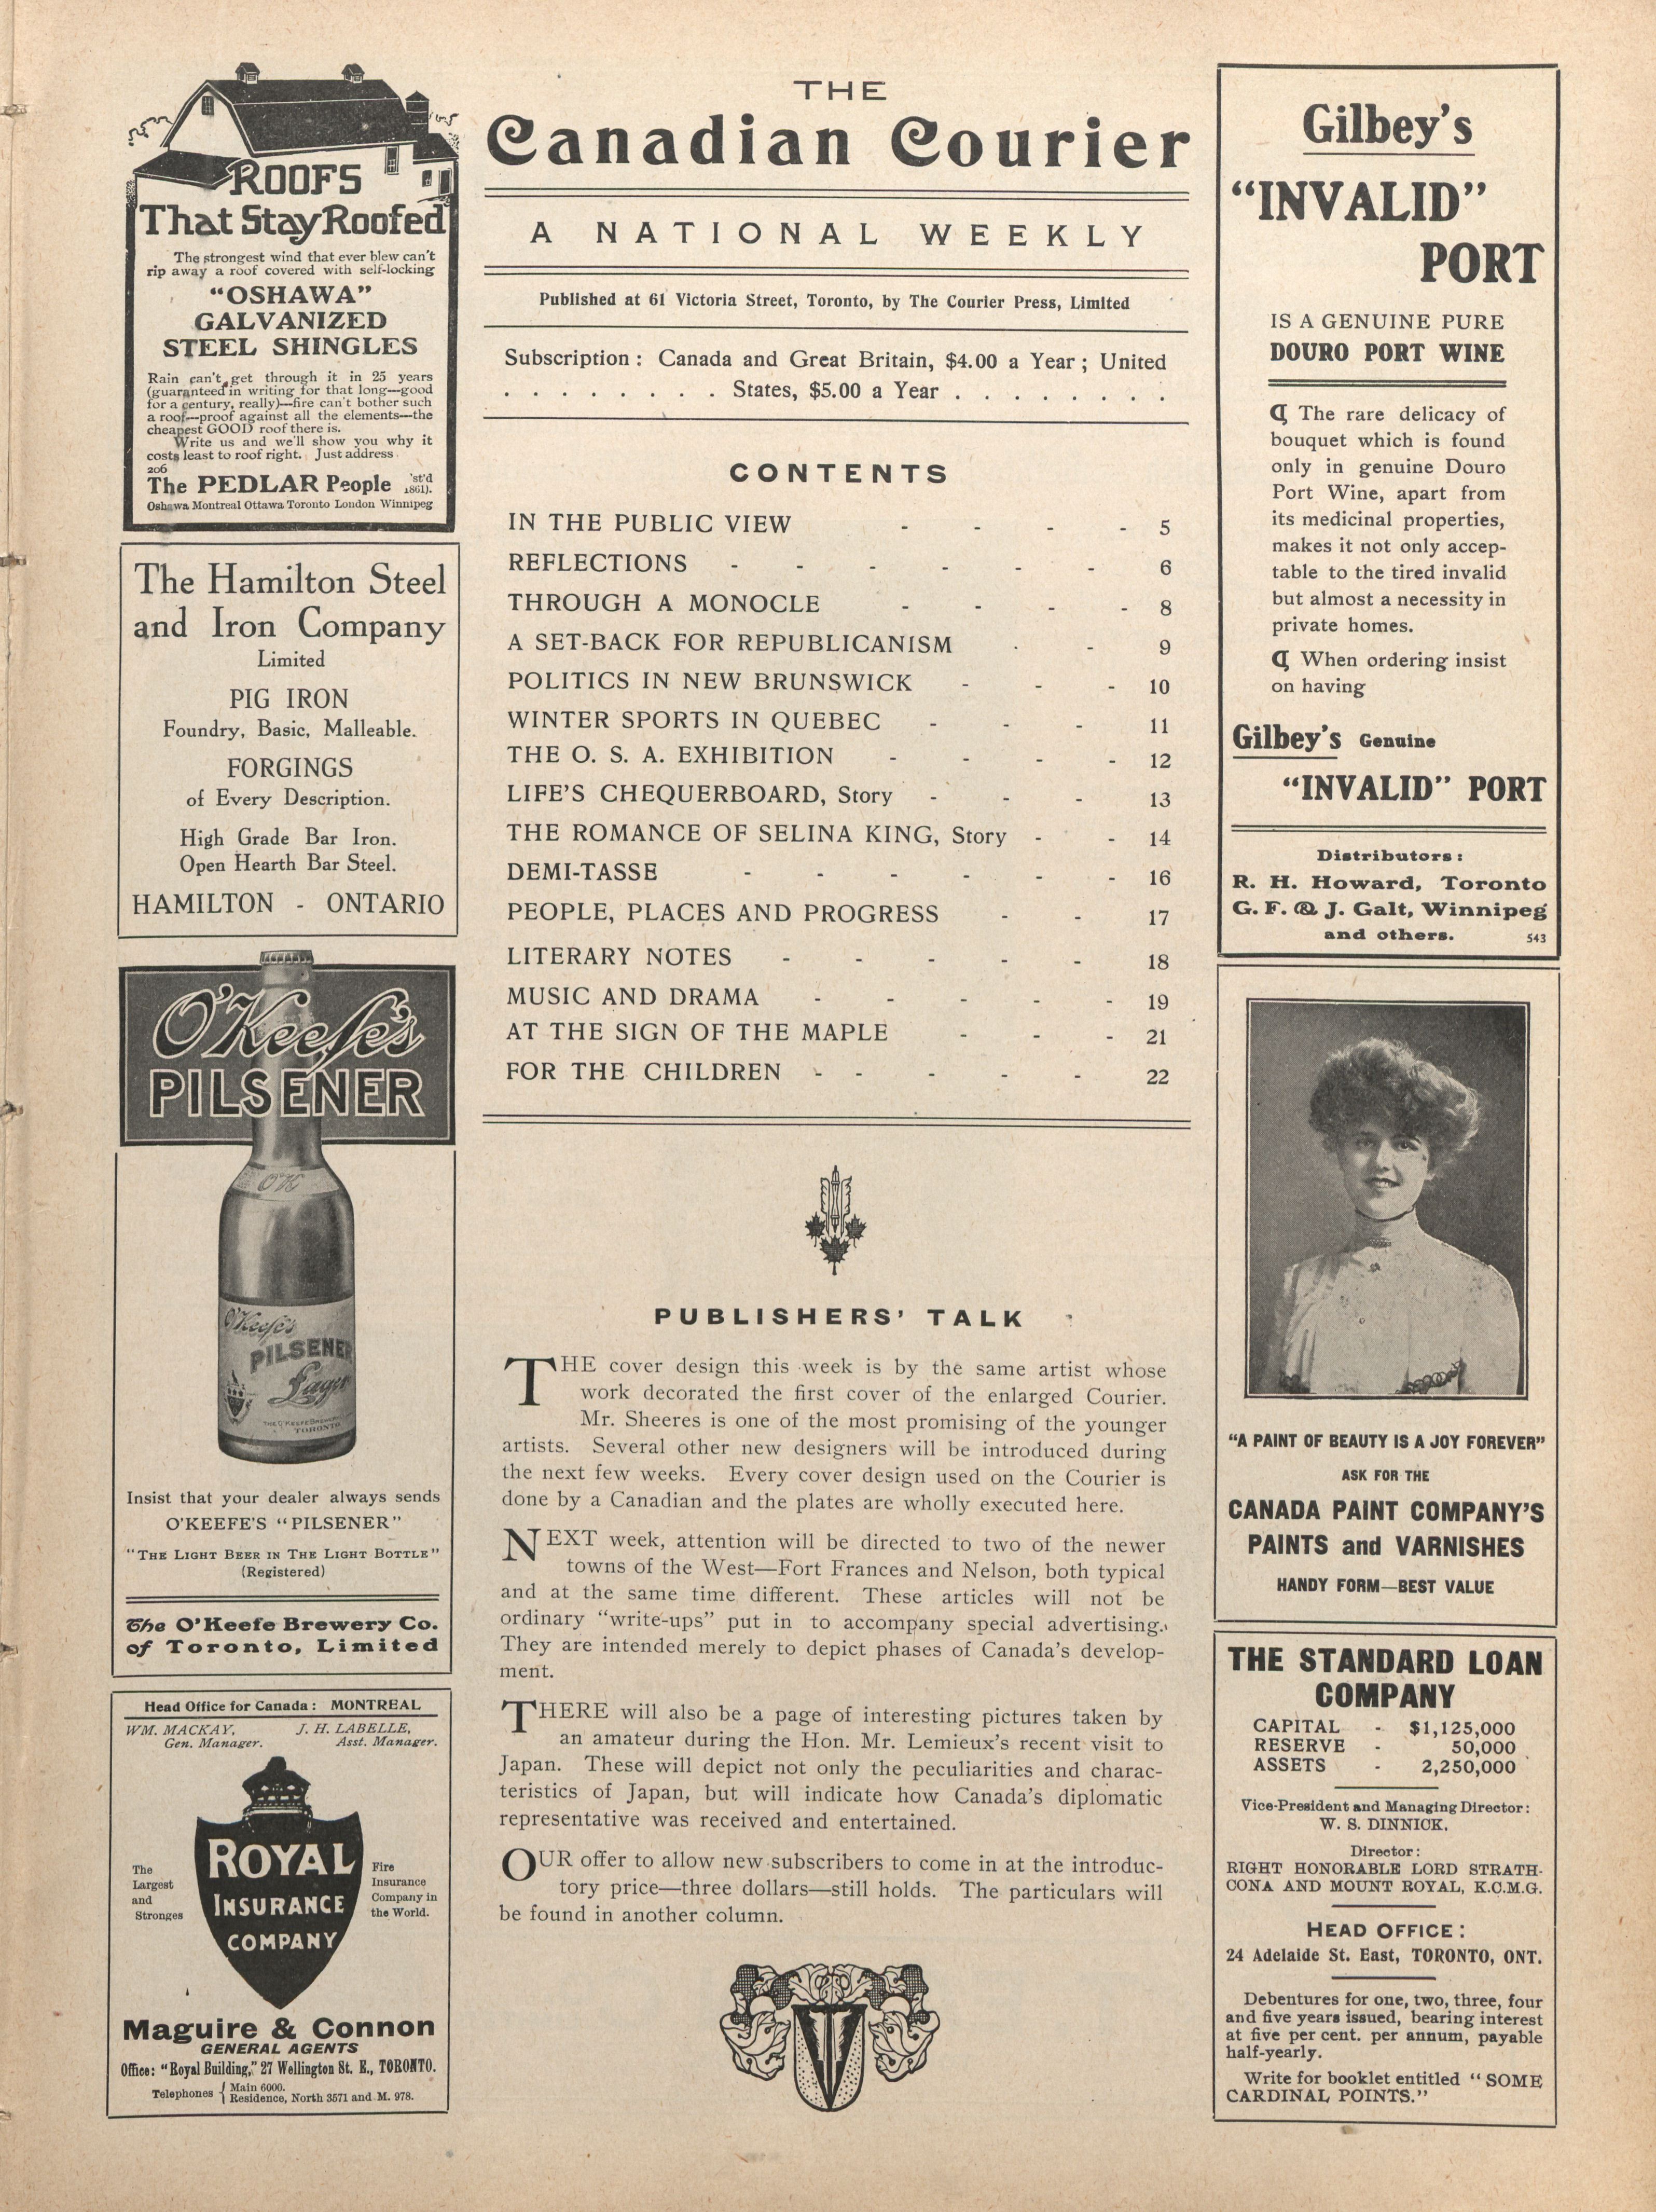 ROOFS
That Stay Roofed
The strongest wind that ever blew can't
rip away a roof covered with self-locking
"OSHAWA"
GALVANIZED
STEEL SHINGLES
Rain can't get through it in 25 years
(guaranteed in writing for that long—good
for a century, really)—fire can't bother such
a roof—proof against all the elements—the
cheapest GOOD roof there is.
Write us and we'll show you why it
costs least to roof right. Just address
206
The PEDLAR People 'st'd
1861).
Oshawa Montreal Ottawa Toronto London Winnipeg
The Hamilton Steel
and Iron Company
Limited
PIG IRON
Foundry, Basic, Malleable.
FORGINGS
of Every Description.
High Grade Bar Iron.
Open Hearth Bar Steel.
HAMILTON - ONTARIO
O'Keefe's
PILSENER
O'K
O'Keefe's
PILSENER
Lager
THE O'KEEFE BREWERY
TORONTO
Insist that your dealer always sends
O'KEEFE'S "PILSENER"
"THE LIGHT BEER IN THE LIGHT BOTTLE"
(Registered)
The O'Keefe Brewery Co.
of Toronto, Limited
Head Office for Canada: MONTREAL
WM. MACKAY, J. H. LABELLE,
Gen. Manager. Asst. Manager.
The
Largest
and
Stronges
ROYAL
INSURANCE
COMPANY
Fire
Insurance
Company in
the World.
Maguire & Connon
GENERAL AGENTS
Office: "Royal Building," 27 Wellington St. E., TORONTO.
Telephones { Main 6000.
Residence, North 3571 and M. 978.
THE
Canadian Courier
A NATIONAL WEEKLY
Published at 61 Victoria Street, Toronto, by The Courier Press, Limited
Subscription: Canada and Great Britain, $4.00 a Year; United
. . . . . . . . States, $5.00 a Year . . . . . . . .
CONTENTS
IN THE PUBLIC VIEW - - - - 5
REFLECTIONS - - - - - - 6
THROUGH A MONOCLE - - - - 8
A SET-BACK FOR REPUBLICANISM - - 9
POLITICS IN NEW BRUNSWICK - - - 10
WINTER SPORTS IN QUEBEC - - - 11
THE O. S. A. EXHIBITION - - - - 12
LIFE'S CHEQUERBOARD, Story - - - 13
THE ROMANCE OF SELINA KING, Story - - 14
DEMI-TASSE - - - - - - 16
PEOPLE, PLACES AND PROGRESS - - 17
LITERARY NOTES - - - - - 18
MUSIC AND DRAMA - - - - - 19
AT THE SIGN OF THE MAPLE - - - 21
FOR THE CHILDREN - - - - - 22
PUBLISHERS' TALK
THE cover design this week is by the same artist whose
work decorated the first cover of the enlarged Courier.
Mr. Sheeres is one of the most promising of the younger
artists. Several other new designers will be introduced during
the next few weeks. Every cover design used on the Courier is
done by a Canadian and the plates are wholly executed here.
NEXT week, attention will be directed to two of the newer
towns of the West—Fort Frances and Nelson, both typical
and at the same time different. These articles will not be
ordinary "write-ups" put in to accompany special advertising.
They are intended merely to depict phases of Canada's develop-
ment.
THERE will also be a page of interesting pictures taken by
an amateur during the Hon. Mr. Lemieux's recent visit to
Japan. These will depict not only the peculiarities and charac-
teristics of Japan, but will indicate how Canada's diplomatic
representative was received and entertained.
OUR offer to allow new subscribers to come in at the introduc-
tory price—three dollars—still holds. The particulars will
be found in another column.
Gilbey's
"INVALID"
PORT
IS A GENUINE PURE
DOURO PORT WINE
¶ The rare delicacy of
bouquet which is found
only in genuine Douro
Port Wine, apart from
its medicinal properties,
makes it not only accep-
table to the tired invalid
but almost a necessity in
private homes.
¶ When ordering insist
on having
Gilbey's Genuine
"INVALID" PORT
Distributors:
R. H. Howard, Toronto
G. F. & J. Galt, Winnipeg
and others. 543
"A PAINT OF BEAUTY IS A JOY FOREVER"
ASK FOR THE
CANADA PAINT COMPANY'S
PAINTS and VARNISHES
HANDY FORM—BEST VALUE
THE STANDARD LOAN
COMPANY
CAPITAL - $1,125,000
RESERVE - 50,000
ASSETS - 2,250,000
Vice-President and Managing Director:
W. S. DINNICK.
Director:
RIGHT HONORABLE LORD STRATH-
CONA AND MOUNT ROYAL, K.C.M.G.
HEAD OFFICE:
24 Adelaide St. East, TORONTO, ONT.
Debentures for one, two, three, four
and five years issued, bearing interest
at five per cent. per annum, payable
half-yearly.
Write for booklet entitled "SOME
CARDINAL POINTS."